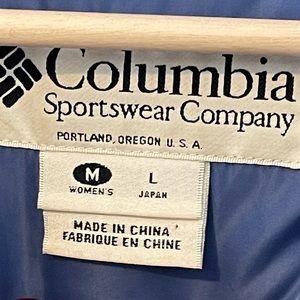 Columbia
Sportswear Company
PORTLAND, OREGON U.S.A.
M L
WOMEN'S JAPAN
MADE IN CHINA
FABRIQUE EN CHINE